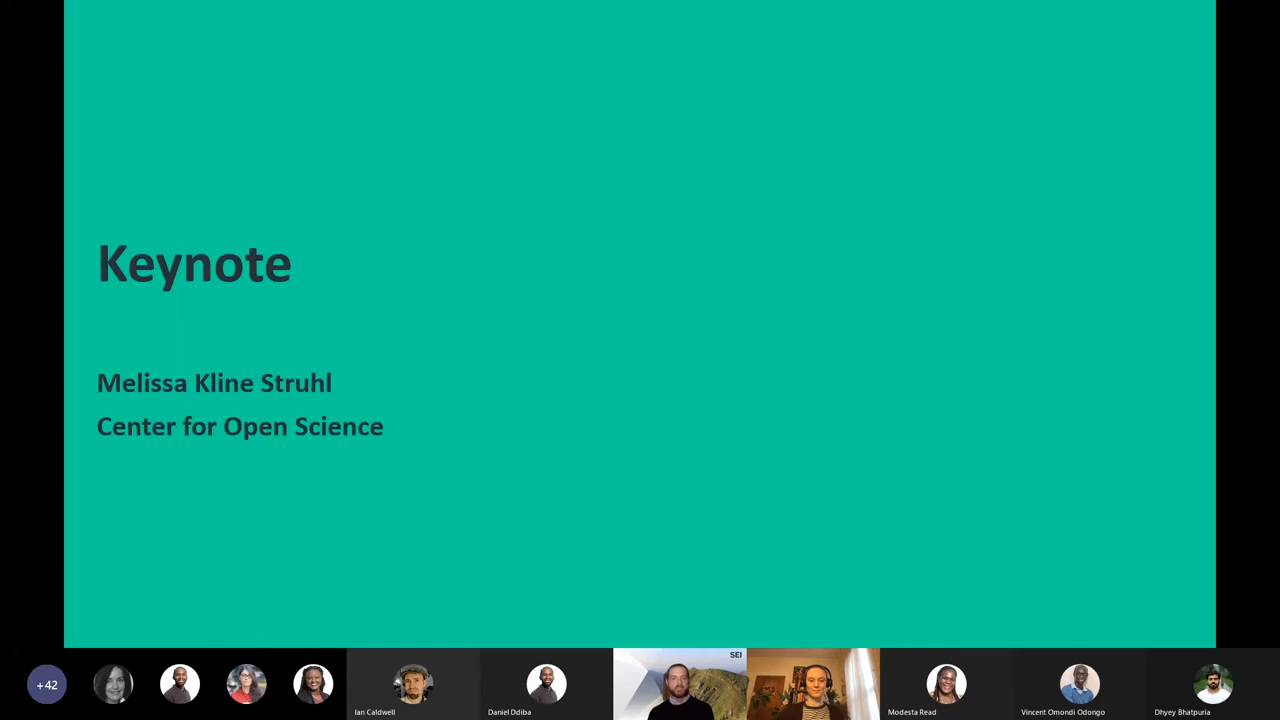 Keynote
Melissa Kline Struhl
Center for Open Science
SEI
+42
Ian Caldwell
Daniel Ddiba
Modesta Read
Vincent Omondi Odongo
Dhyey Bhatpuria